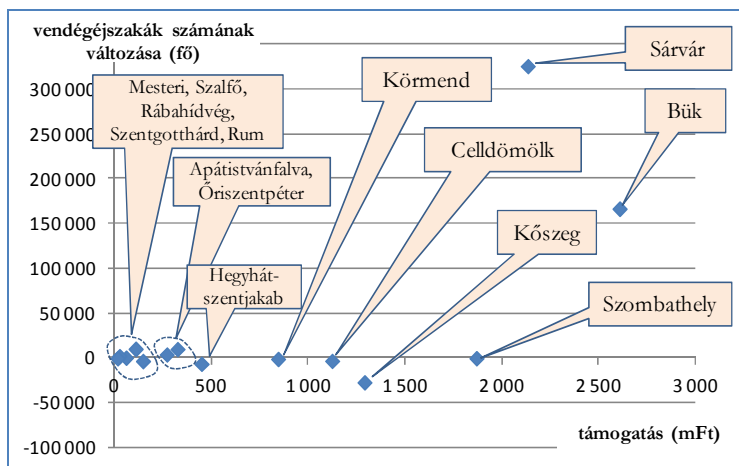 vendégéjszakák számának
változása (fő)
300 000
250 000
200 000
150 000
100 000
50 000
0
-50 000
-100 000
Mesteri, Szalfő,
Rábahídvég,
Szentgotthárd, Rum
Apátistvánfalva,
Őriszentpéter
Hegyhát-
szentjakab
Körmend
Celldömölk
Kőszeg
Sárvár
Bük
Szombathely
0
500
1 000
1 500
2 000
2 500
3 000
támogatás (mFt)